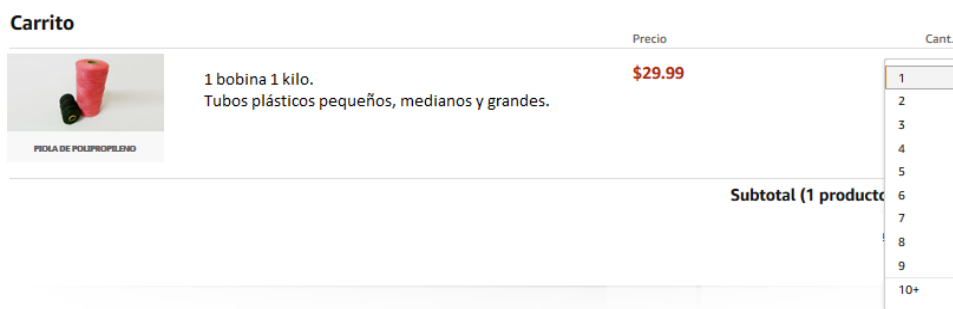 Carrito
Precio
Cant.
1 bobina 1 kilo.
Tubos plásticos pequeños, medianos y grandes.
$29.99
PIOLA DE POLIPROPILENO
Subtotal (1 producto
1
2
3
4
5
6
7
8
9
10+